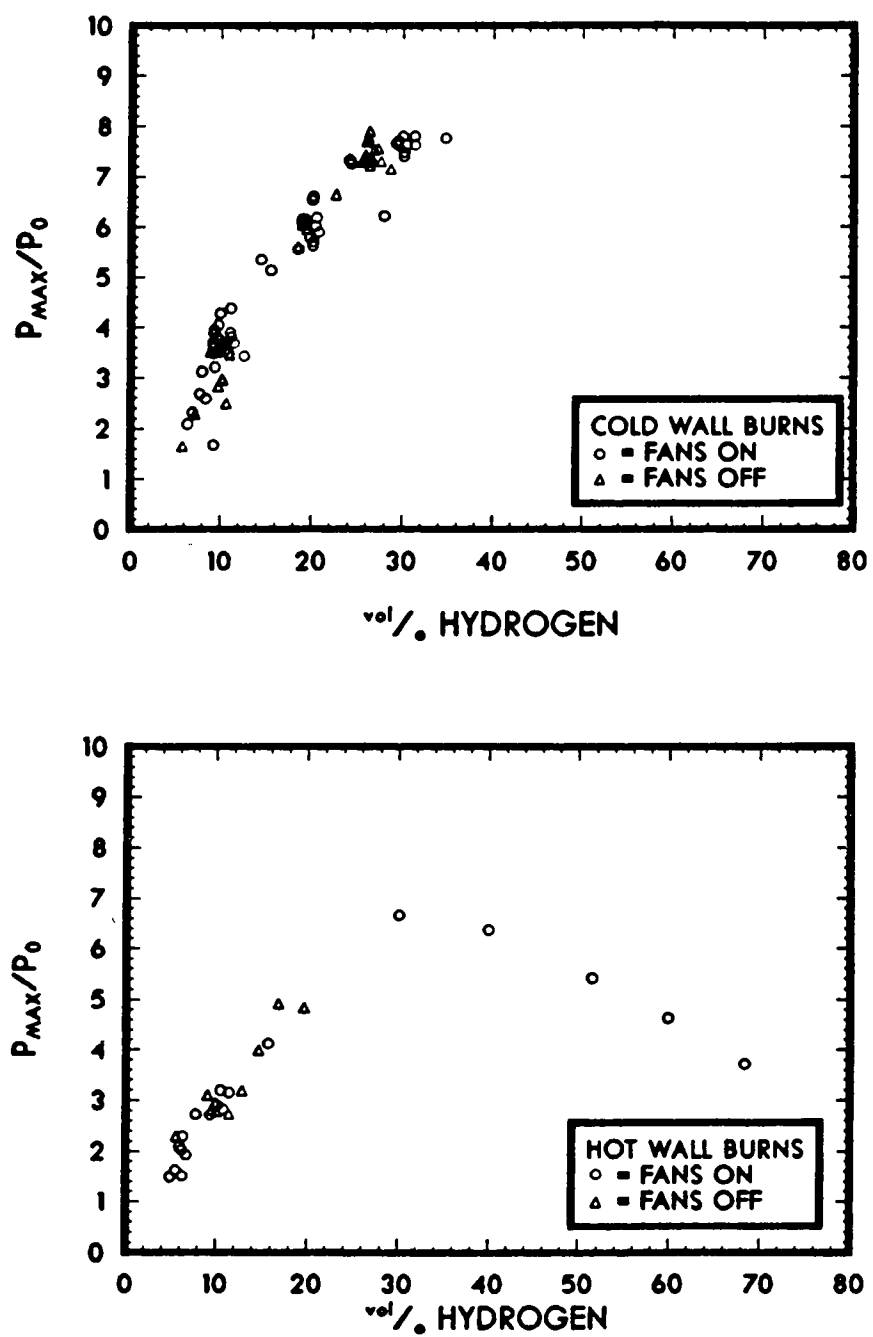 10
9
8
7
6
5
4
3
2
1
0
PMAX/P0
COLD WALL BURNS
○ = FANS ON
△ = FANS OFF
0 10 20 30 40 50 60 70 80
vol/. HYDROGEN
10
9
8
7
6
5
4
3
2
1
0
PMAX/P0
HOT WALL BURNS
○ = FANS ON
△ = FANS OFF
0 10 20 30 40 50 60 70 80
vol/. HYDROGEN